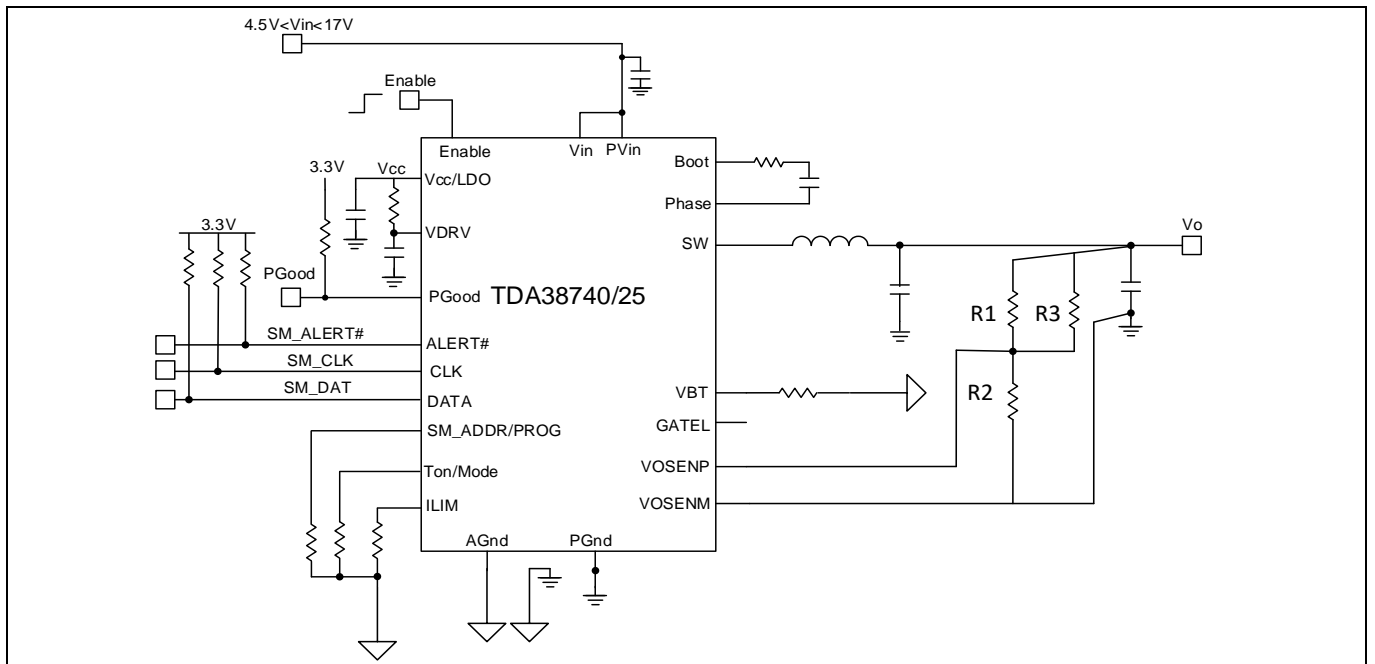 4.5V<Vin<17V
Enable
Enable
Vin
PVin
Boot
3.3V
Vcc
Vcc/LDO
Phase
Vo
3.3V
VDRV
SW
PGood
PGood
TDA38740/25
R1
R3
SM_ALERT#
ALERT#
SM_CLK
CLK
SM_DAT
DATA
VBT
R2
SM_ADDR/PROG
GATEL
Ton/Mode
VOSENP
ILIM
VOSENM
AGnd
PGnd